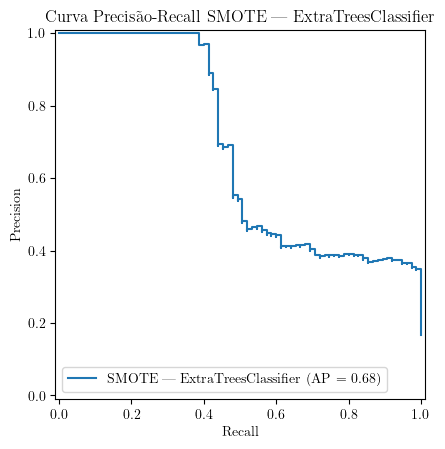 Curva Precisão-Recall SMOTE — ExtraTreesClassifier
1.0
0.8
0.6
0.4
0.2
0.0
Precision
SMOTE — ExtraTreesClassifier (AP = 0.68)
0.0 0.2 0.4 0.6 0.8 1.0
Recall